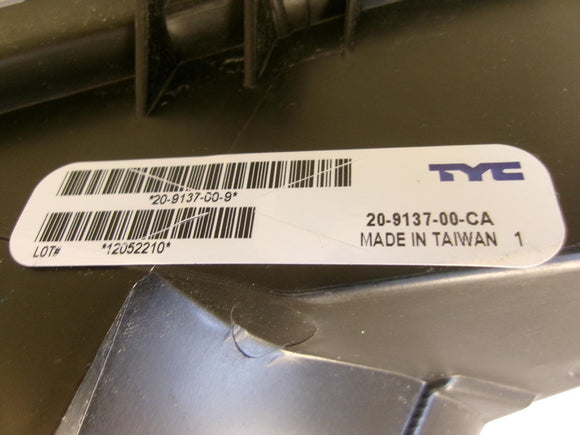 TYC
*20-9137-00-9*
20-9137-00-CA
LOT# *12052210*
MADE IN TAIWAN 1